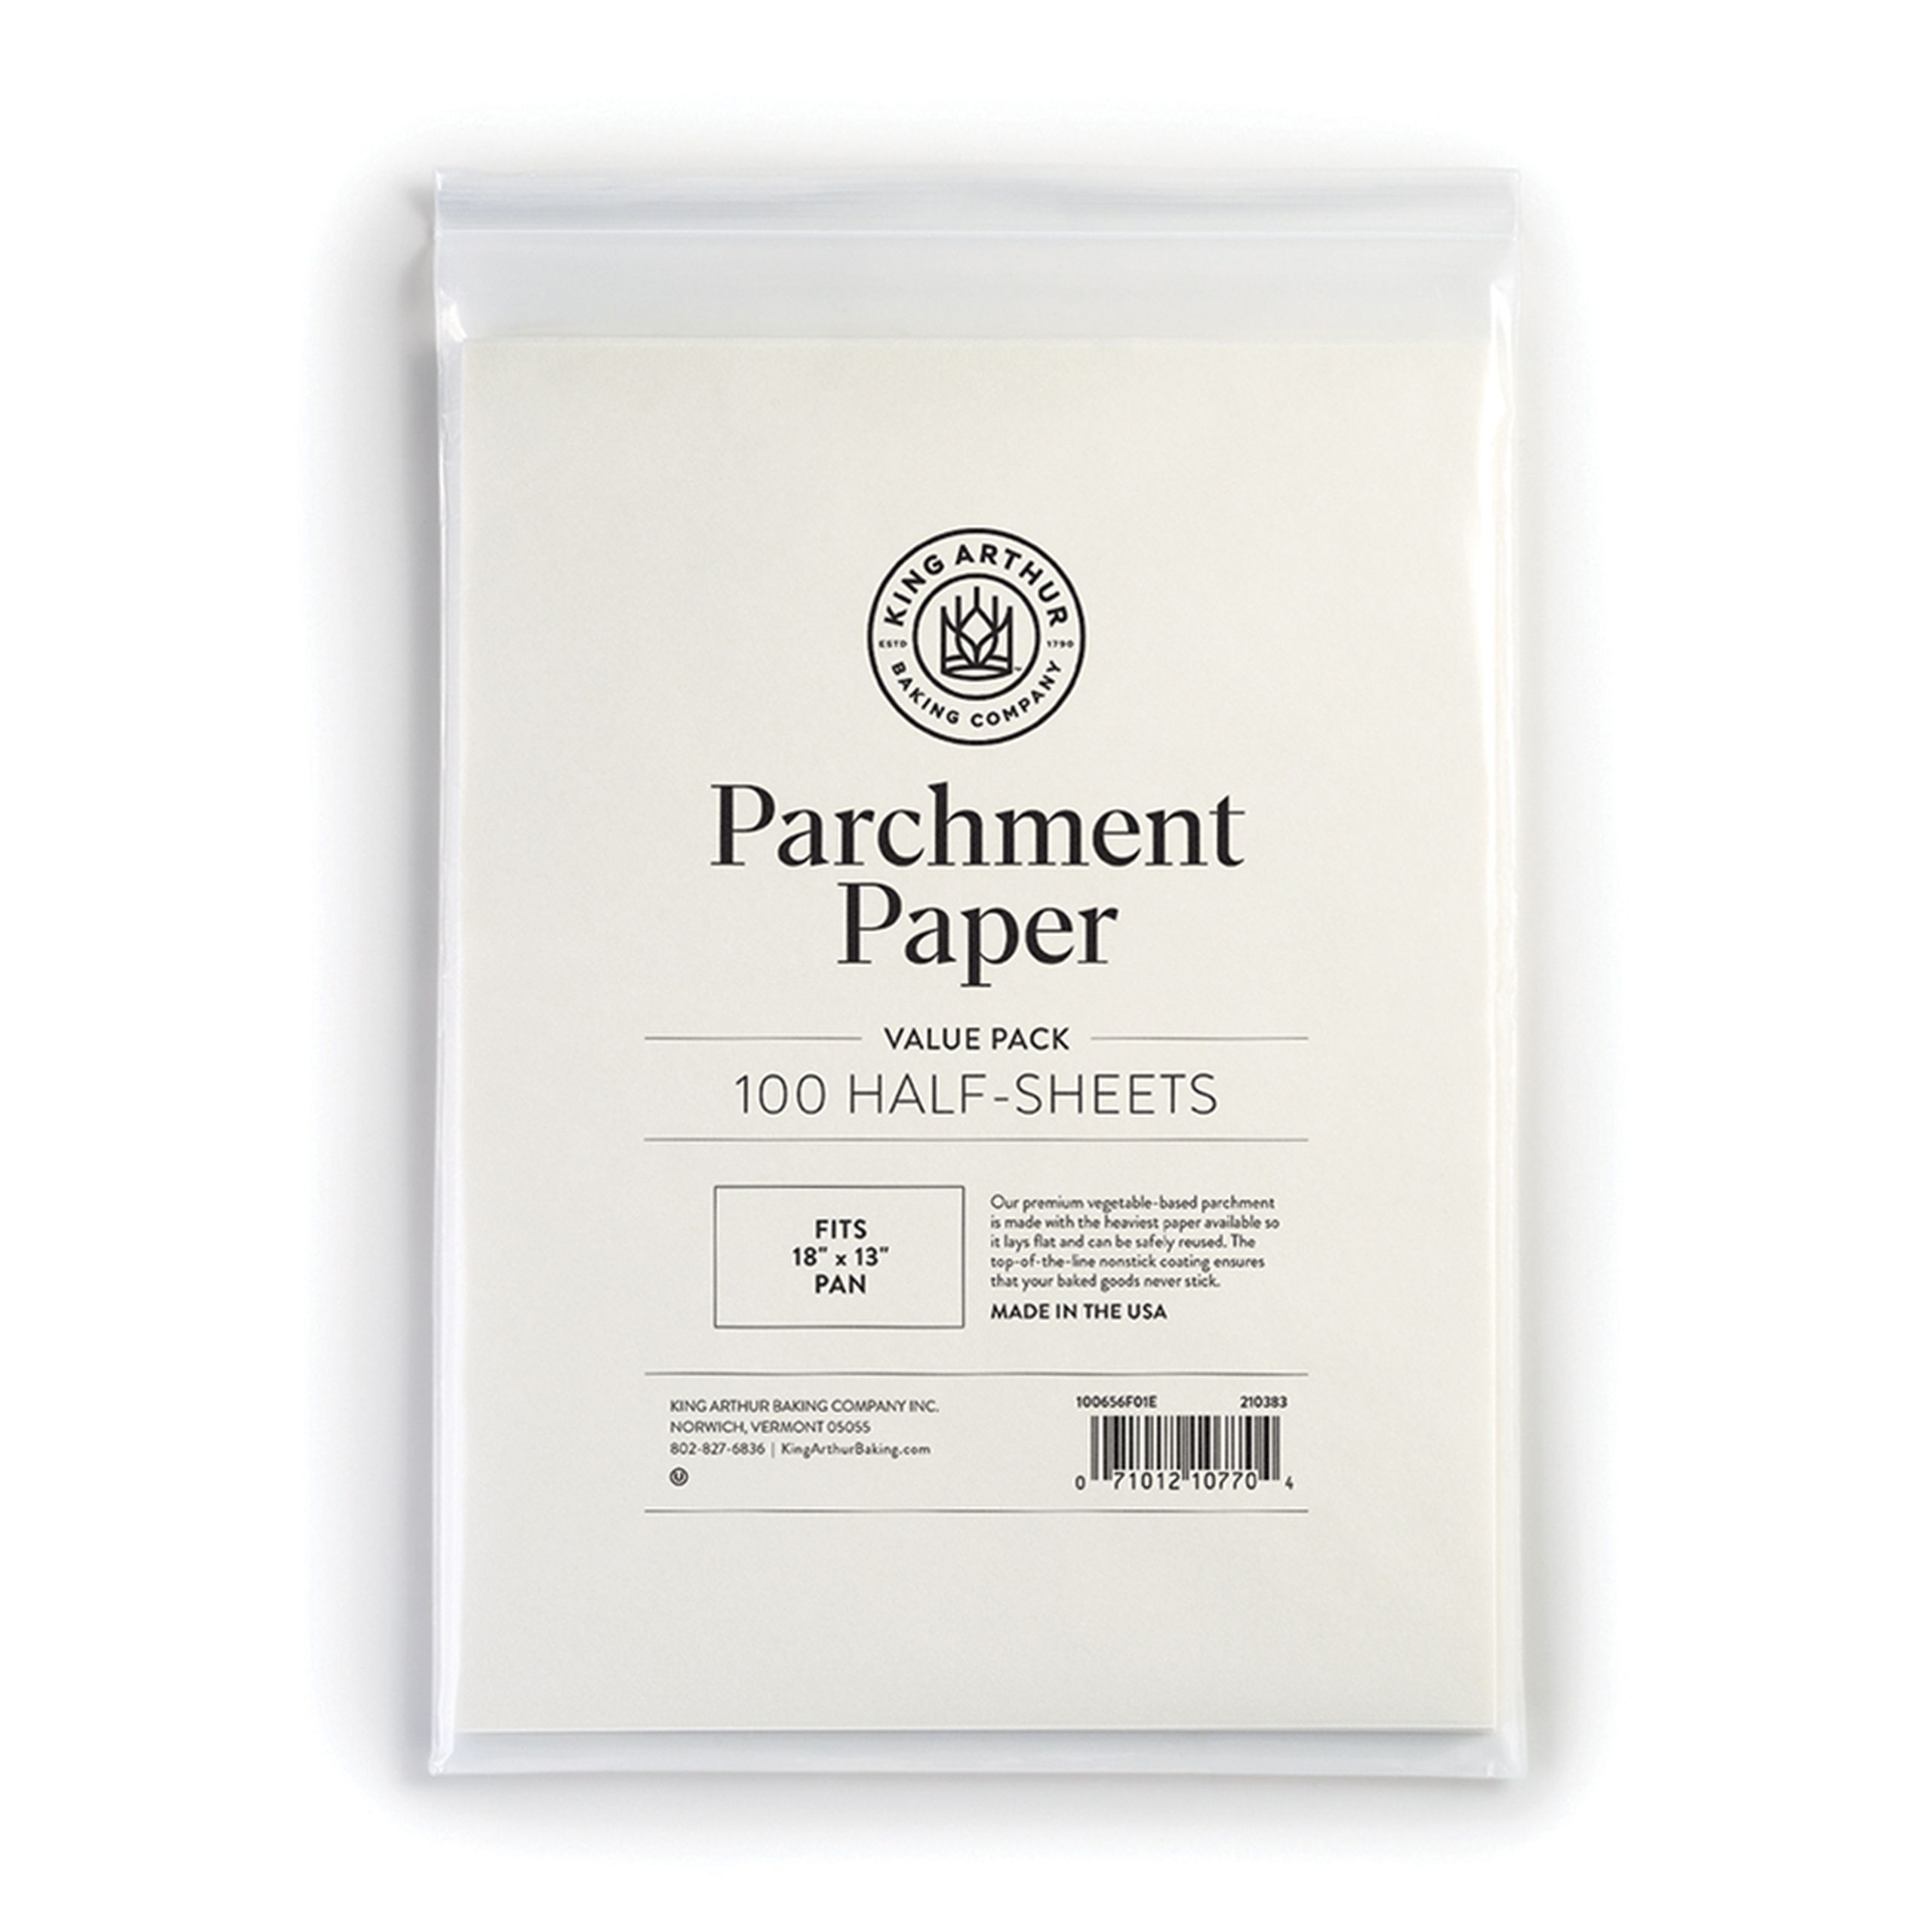 KING ARTHUR
ESTD 1790
BAKING COMPANY
™
Parchment
Paper
VALUE PACK
100 HALF-SHEETS
FITS
18" x 13"
PAN
Our premium vegetable-based parchment
is made with the heaviest paper available so
it lays flat and can be safely reused. The
top-of-the-line nonstick coating ensures
that your baked goods never stick.
MADE IN THE USA
KING ARTHUR BAKING COMPANY INC.
NORWICH, VERMONT 05055
802-827-6836 | KingArthurBaking.com
U
100656F01E 210383
0 71012 10770 4